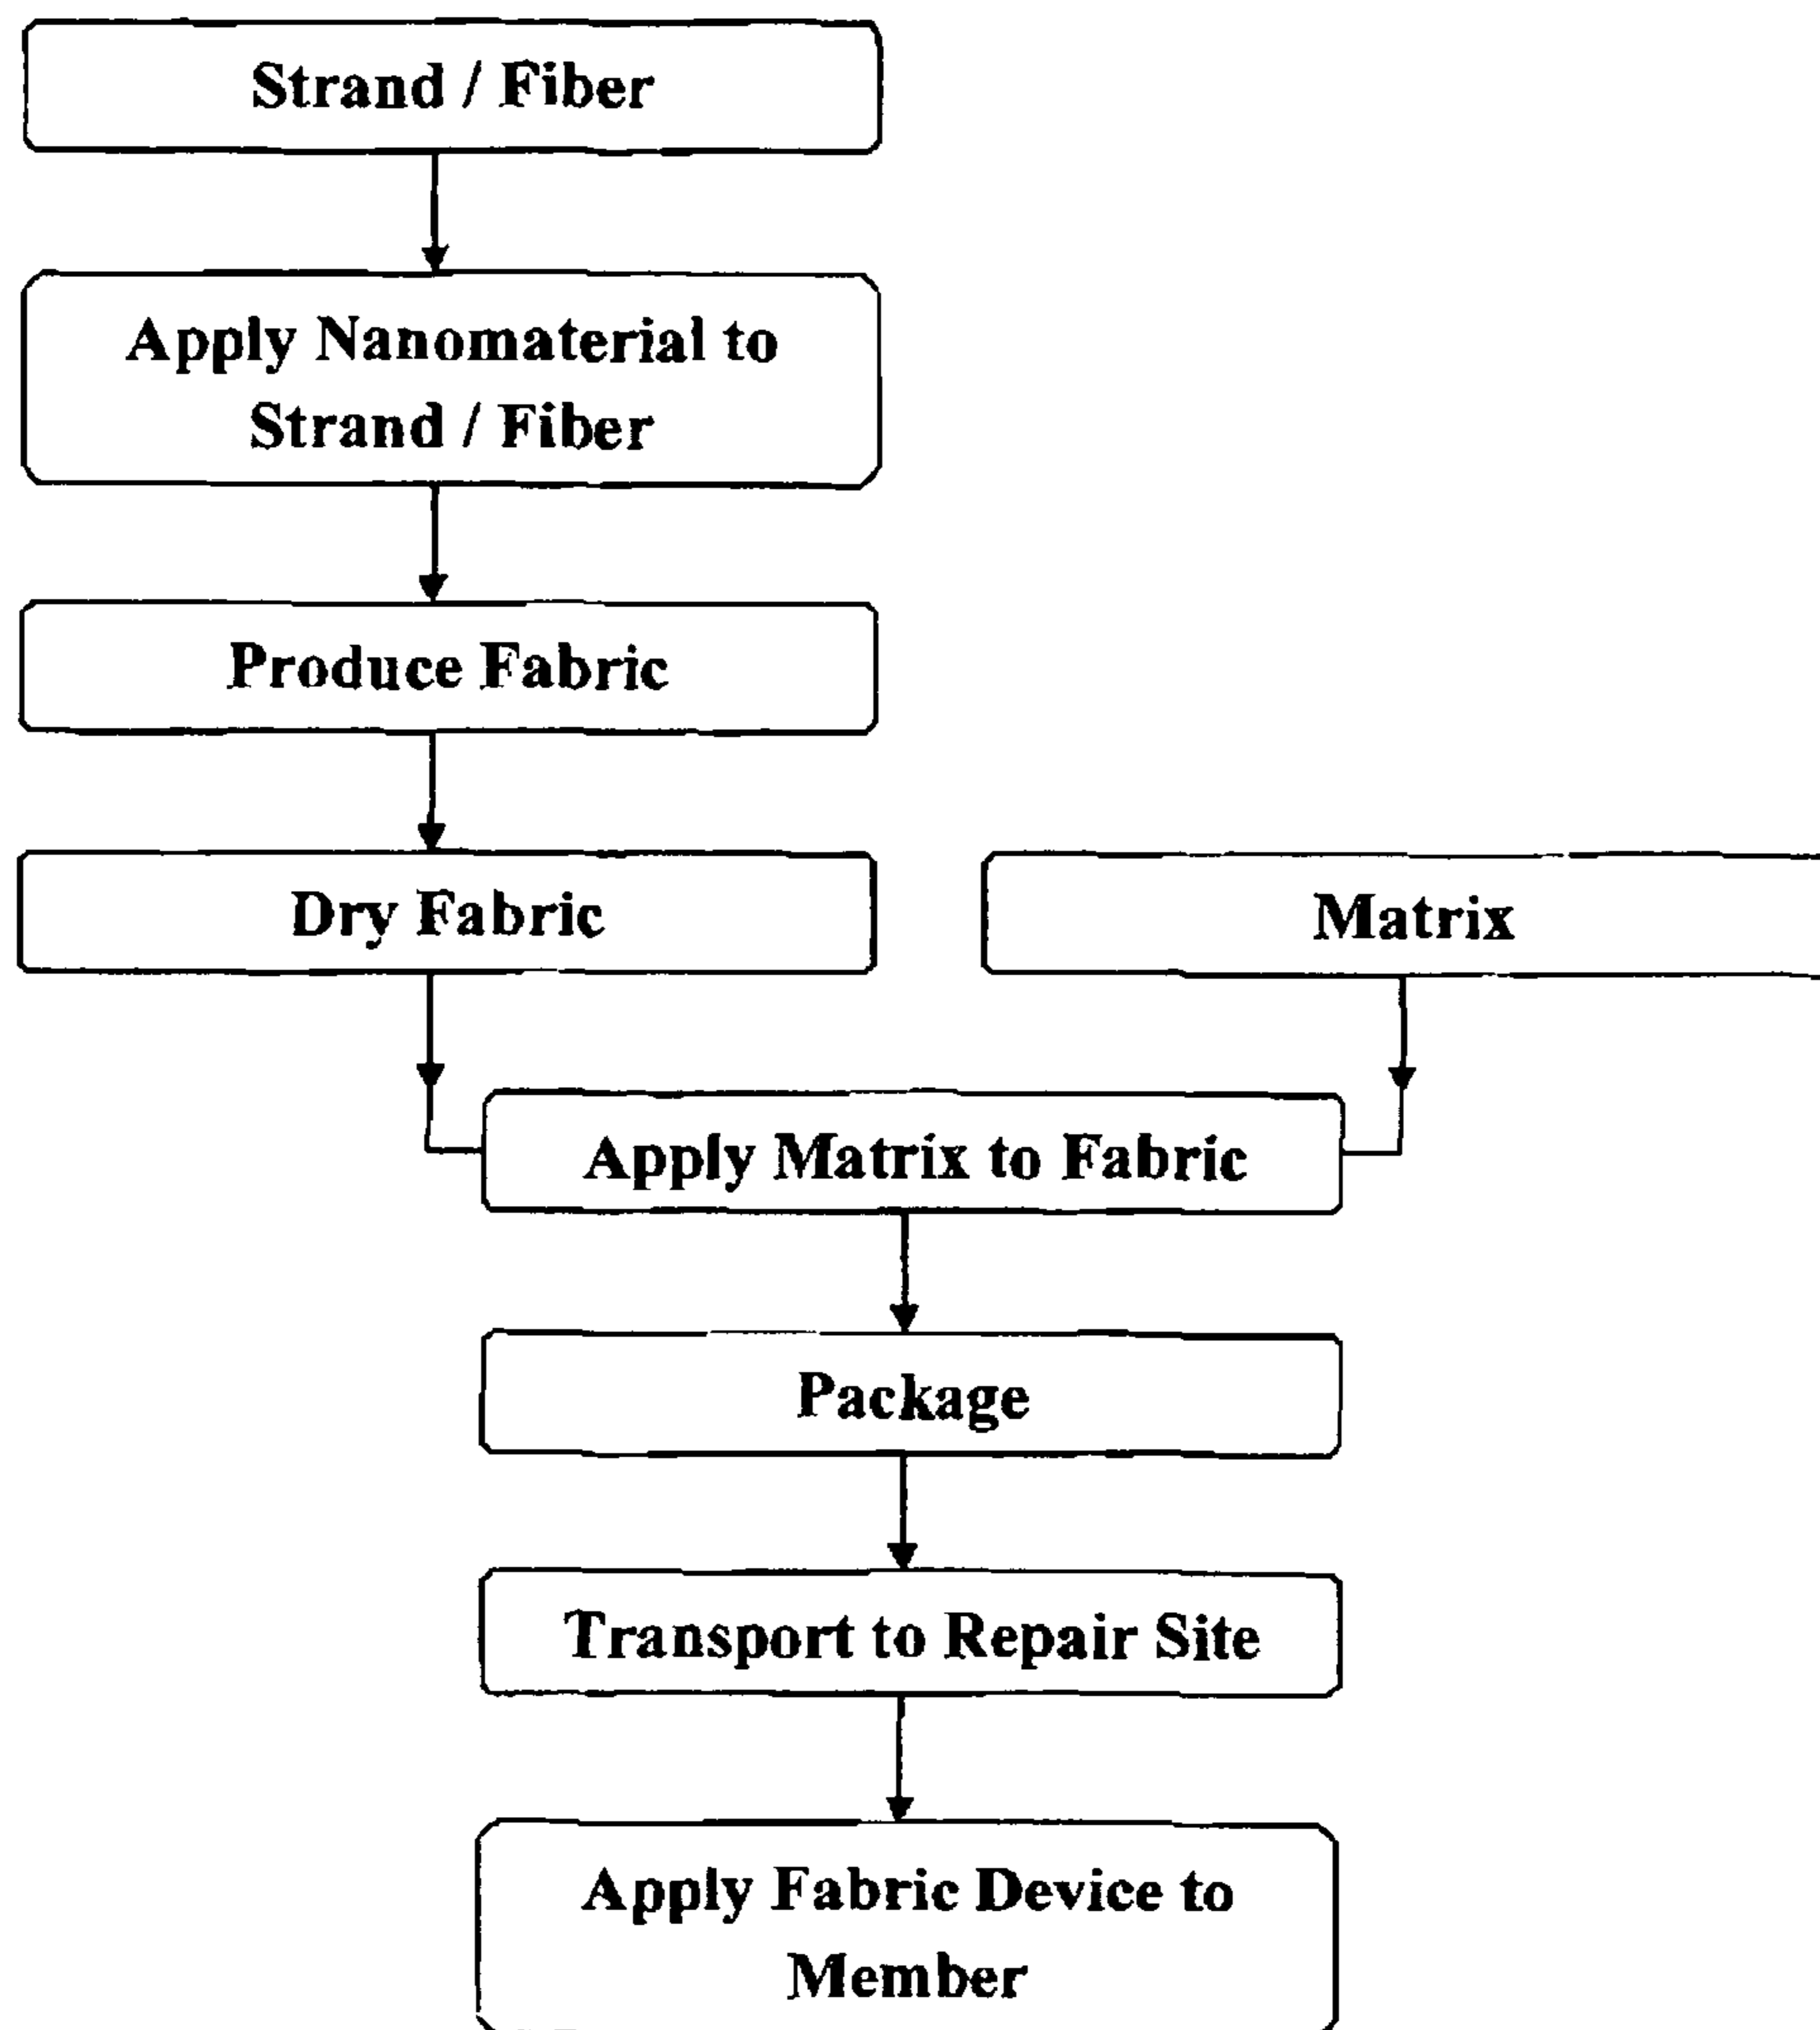 Strand / Fiber
Apply Nanomaterial to
Strand / Fiber
Produce Fabric
Dry Fabric
Matrix
Apply Matrix to Fabric
Package
Transport to Repair Site
Apply Fabric Device to
Member